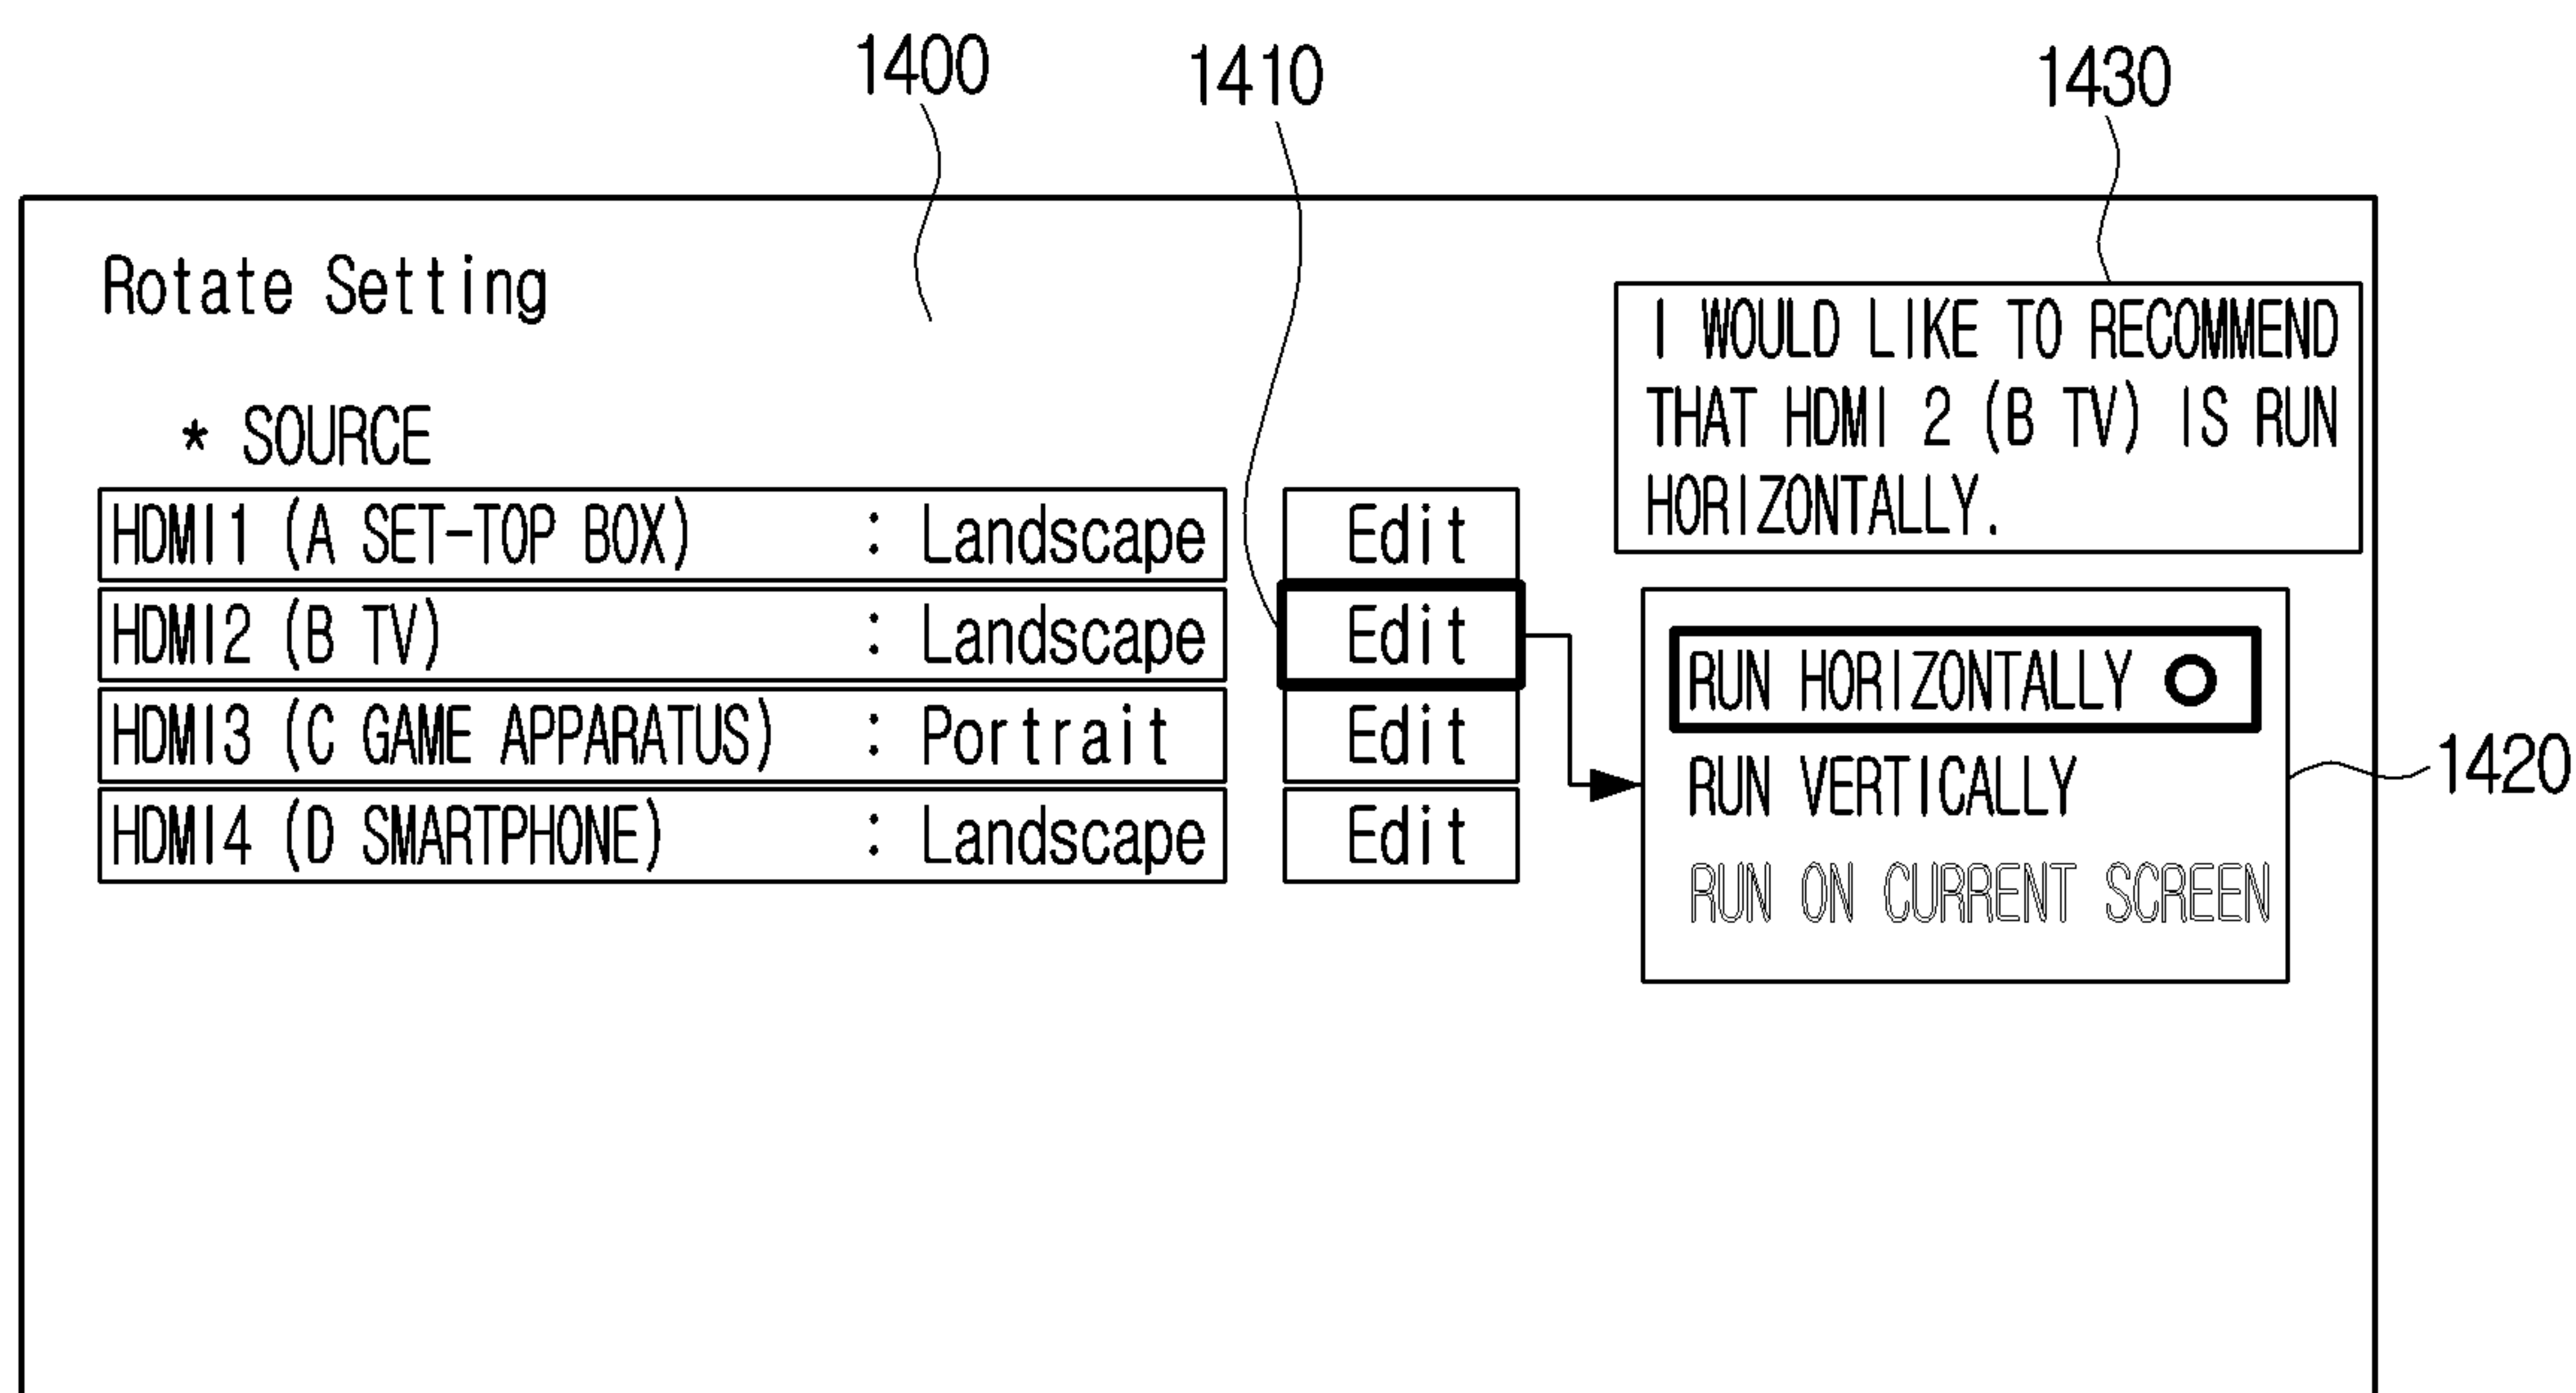 1400 1410 1430
Rotate Setting
* SOURCE
HDMI1 (A SET-TOP BOX) : Landscape Edit
HDMI2 (B TV) : Landscape Edit
HDMI3 (C GAME APPARATUS) : Portrait Edit
HDMI4 (D SMARTPHONE) : Landscape Edit
I WOULD LIKE TO RECOMMEND
THAT HDMI 2 (B TV) IS RUN
HORIZONTALLY.
RUN HORIZONTALLY
RUN VERTICALLY
RUN ON CURRENT SCREEN
1420